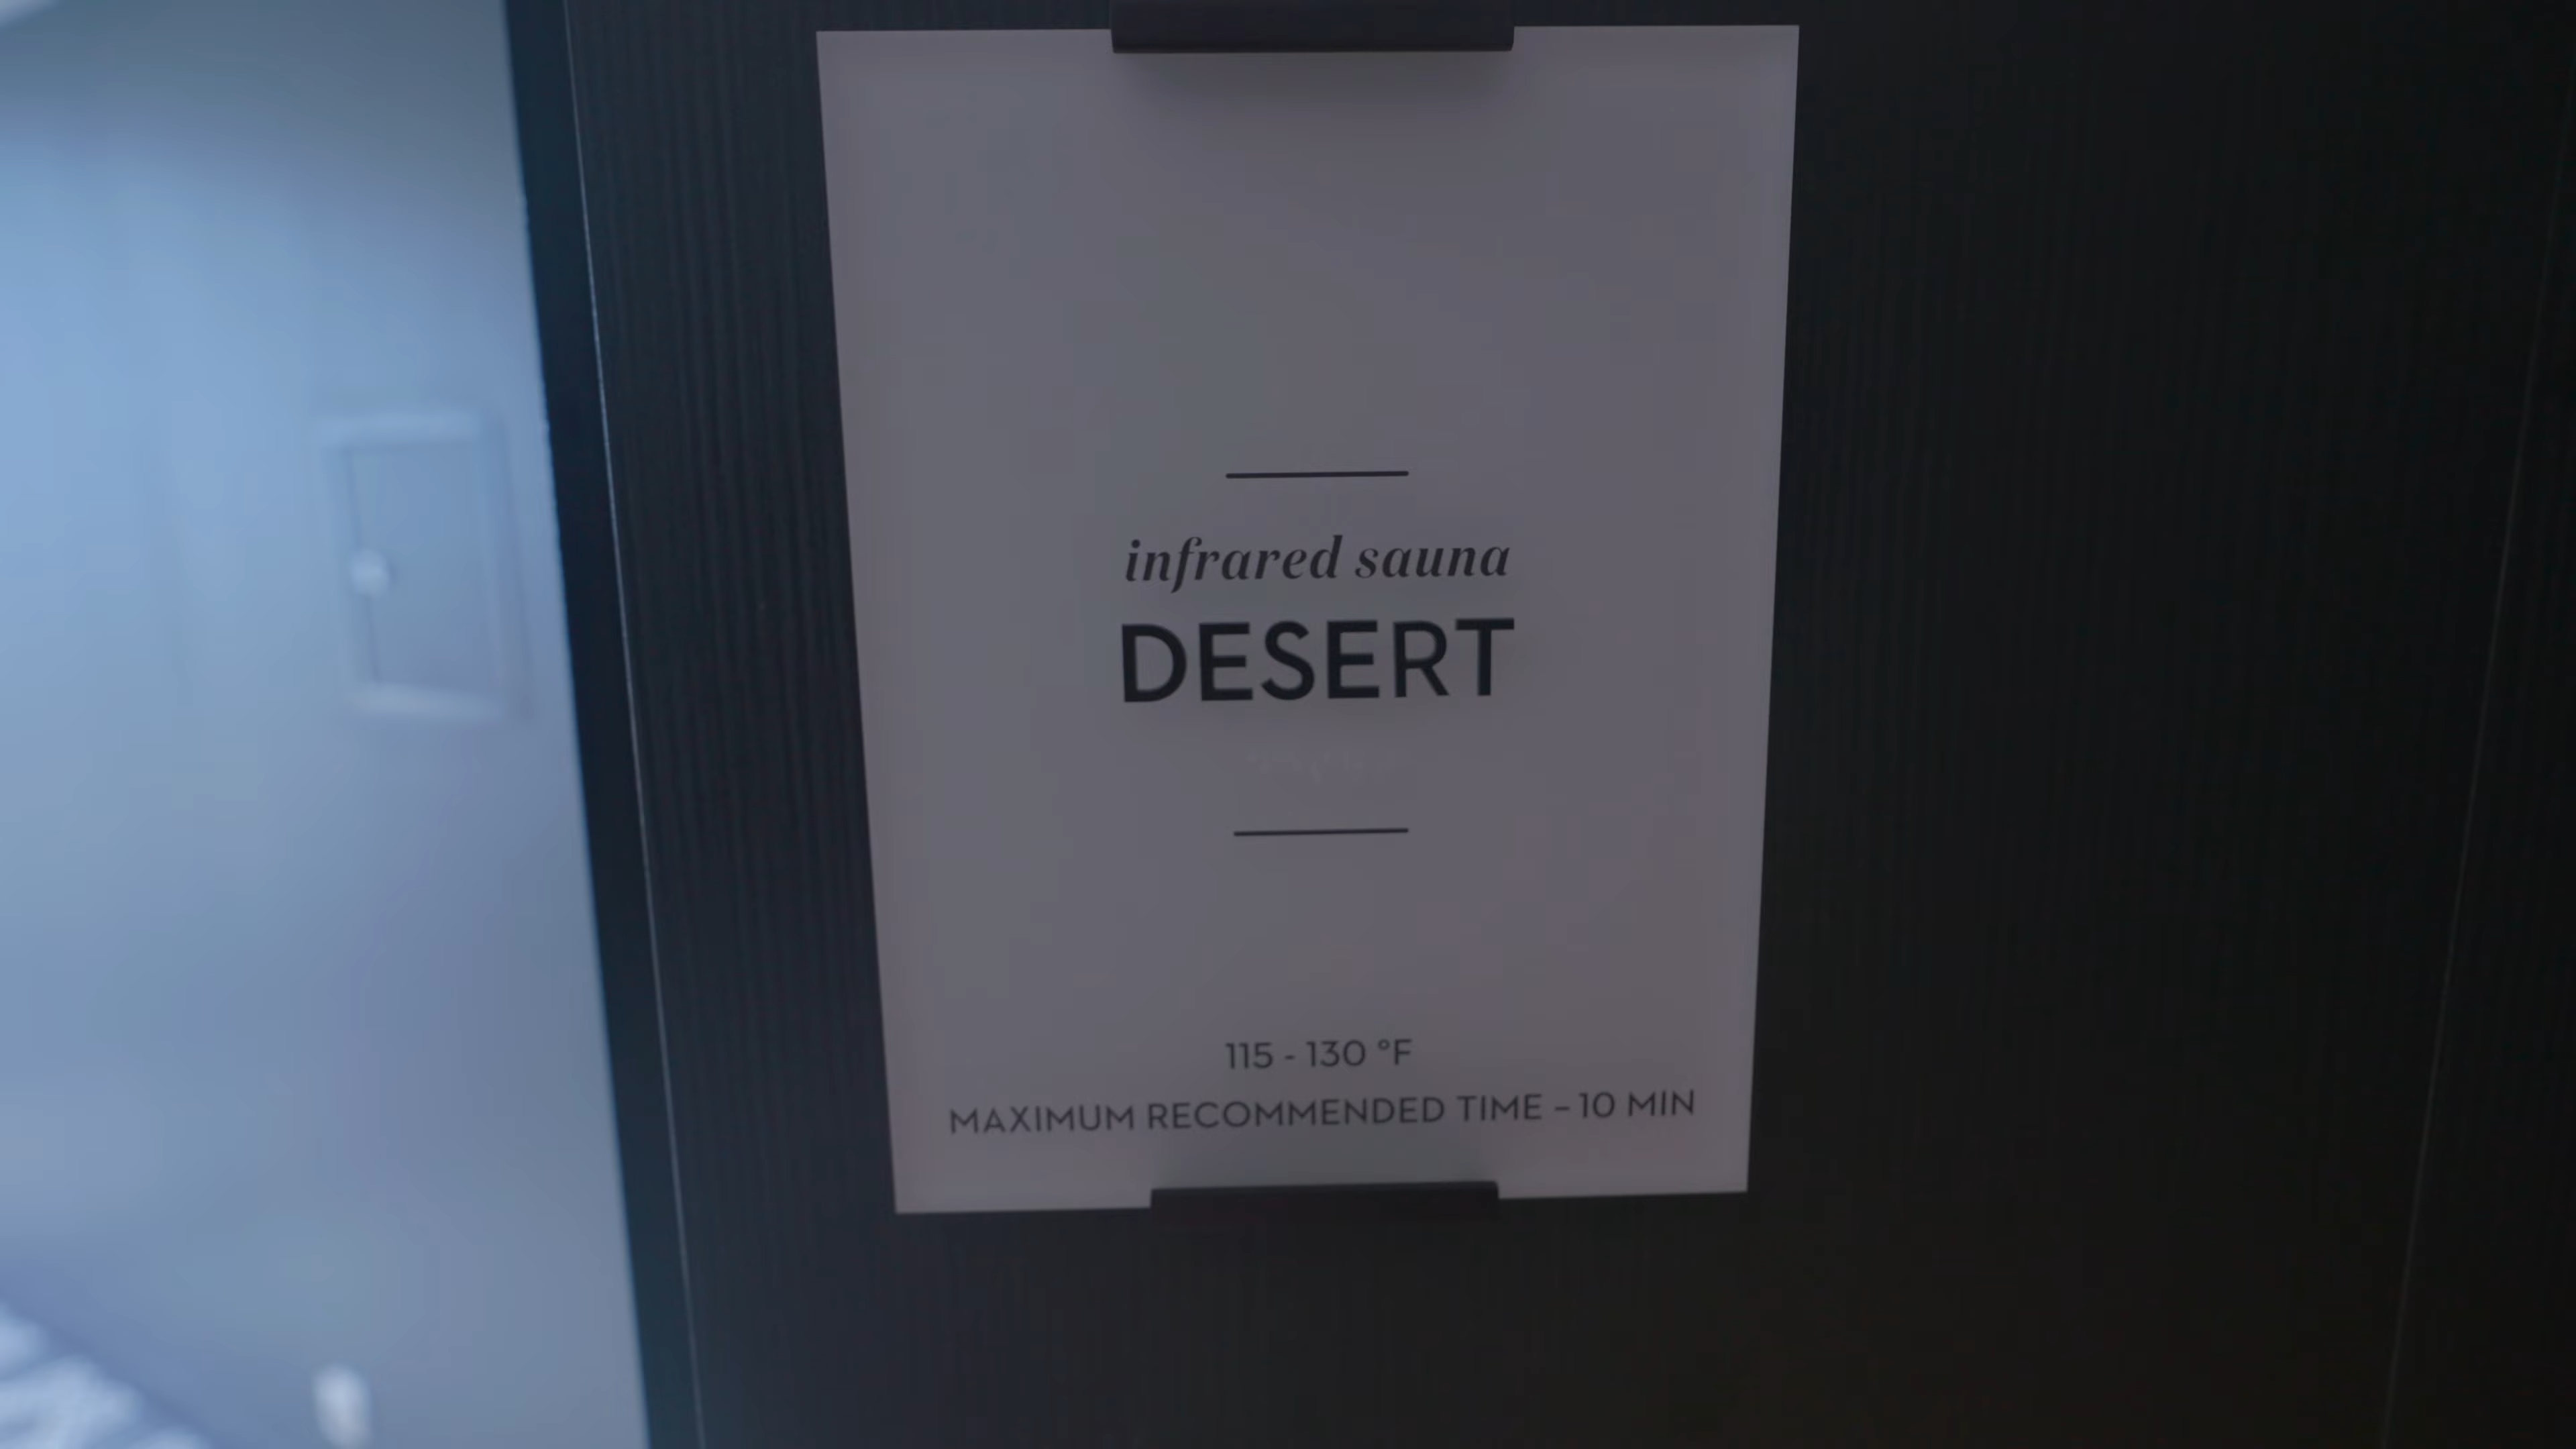 infrared sauna
DESERT
115 - 130 °F
MAXIMUM RECOMMENDED TIME – 10 MIN